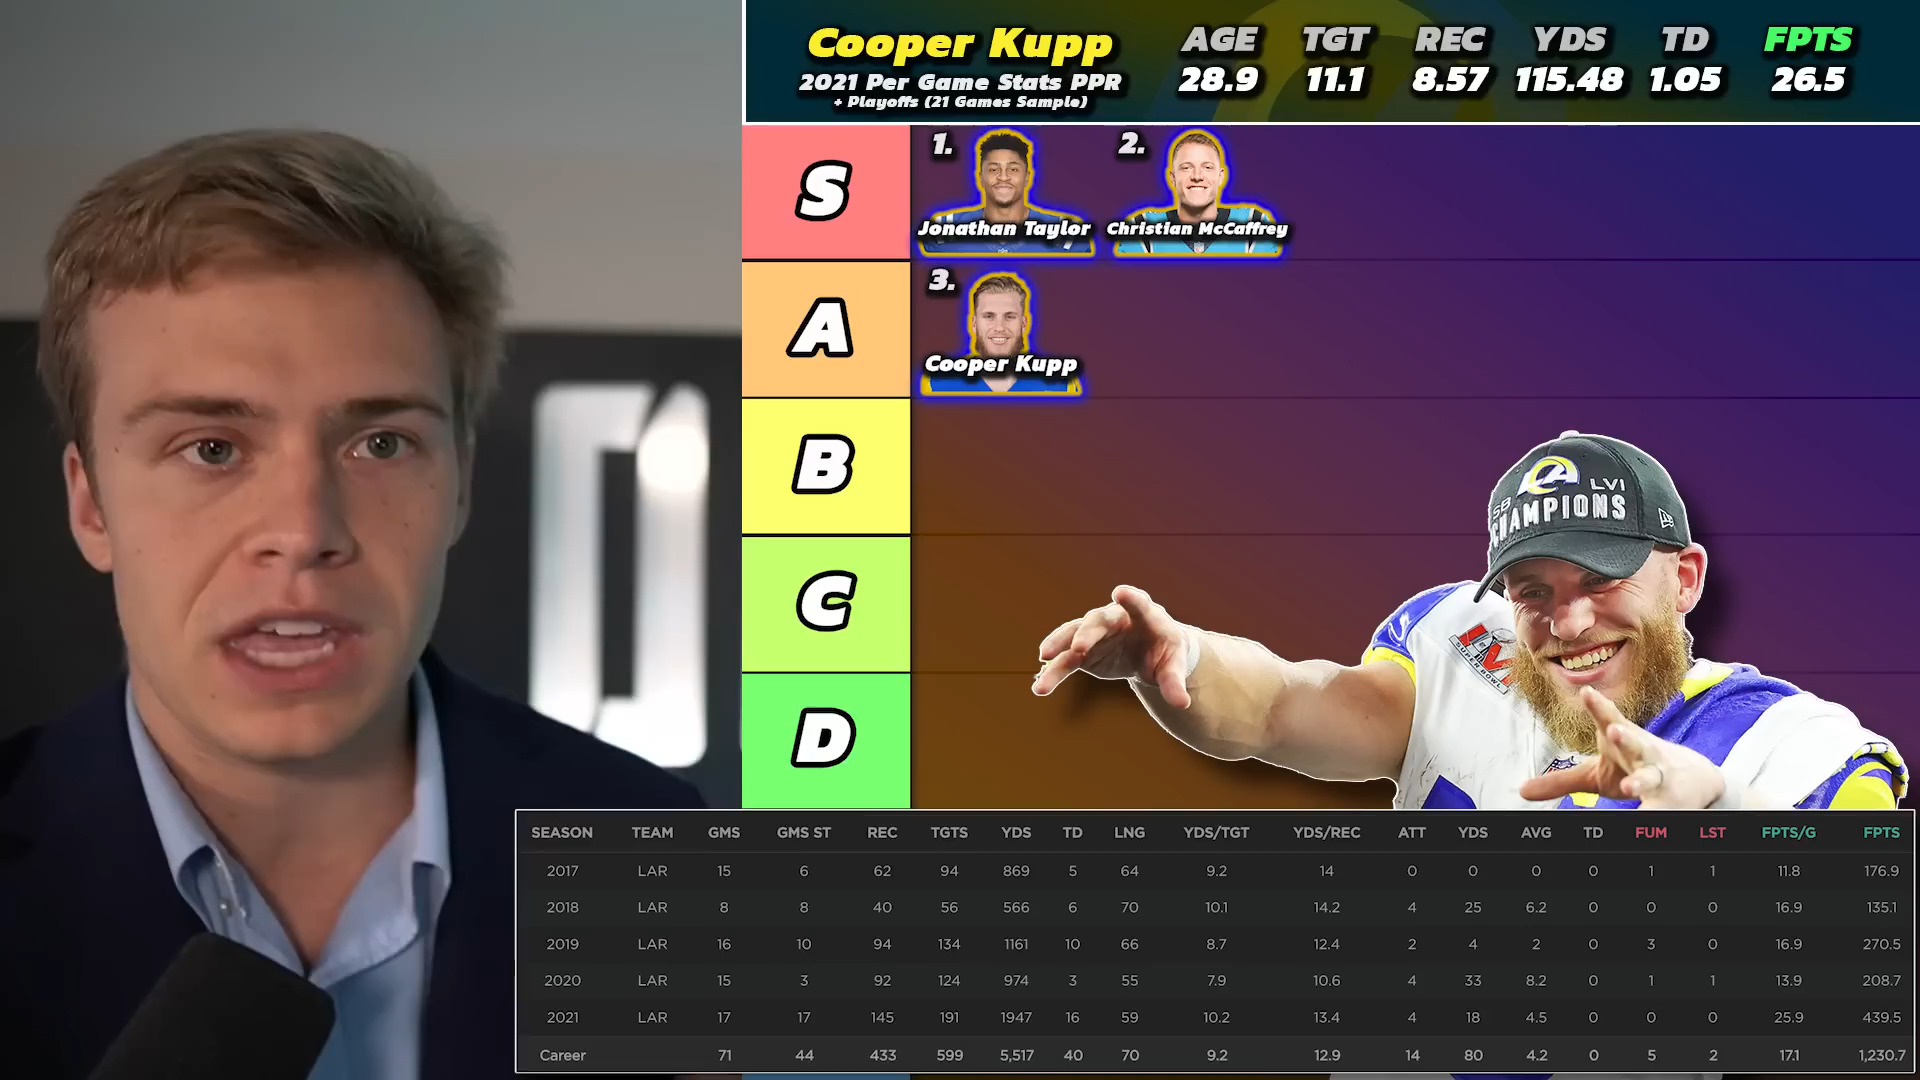 Cooper Kupp
2021 Per Game Stats PPR
+ Playoffs (21 Games Sample)
AGE TGT REC YDS TD FPTS
28.9 11.1 8.57 115.48 1.05 26.5
S
1.
Jonathan Taylor
2.
Christian McCaffrey
A
3.
Cooper Kupp
B
C
D
SB LVI
CHAMPIONS
LVI
SUPER BOWL
SEASON TEAM GMS GMS ST REC TGTS YDS TD LNG YDS/TGT YDS/REC ATT YDS AVG TD FUM LST FPTS/G FPTS
2017 LAR 15 6 62 94 869 5 64 9.2 14 0 0 0 0 1 1 11.8 176.9
2018 LAR 8 8 40 56 566 6 70 10.1 14.2 4 25 6.2 0 0 0 16.9 135.1
2019 LAR 16 10 94 134 1161 10 66 8.7 12.4 2 4 2 0 3 0 16.9 270.5
2020 LAR 15 3 92 124 974 3 55 7.9 10.6 4 33 8.2 0 1 1 13.9 208.7
2021 LAR 17 17 145 191 1947 16 59 10.2 13.4 4 18 4.5 0 0 0 25.9 439.5
Career 71 44 433 599 5,517 40 70 9.2 12.9 14 80 4.2 0 5 2 17.1 1,230.7